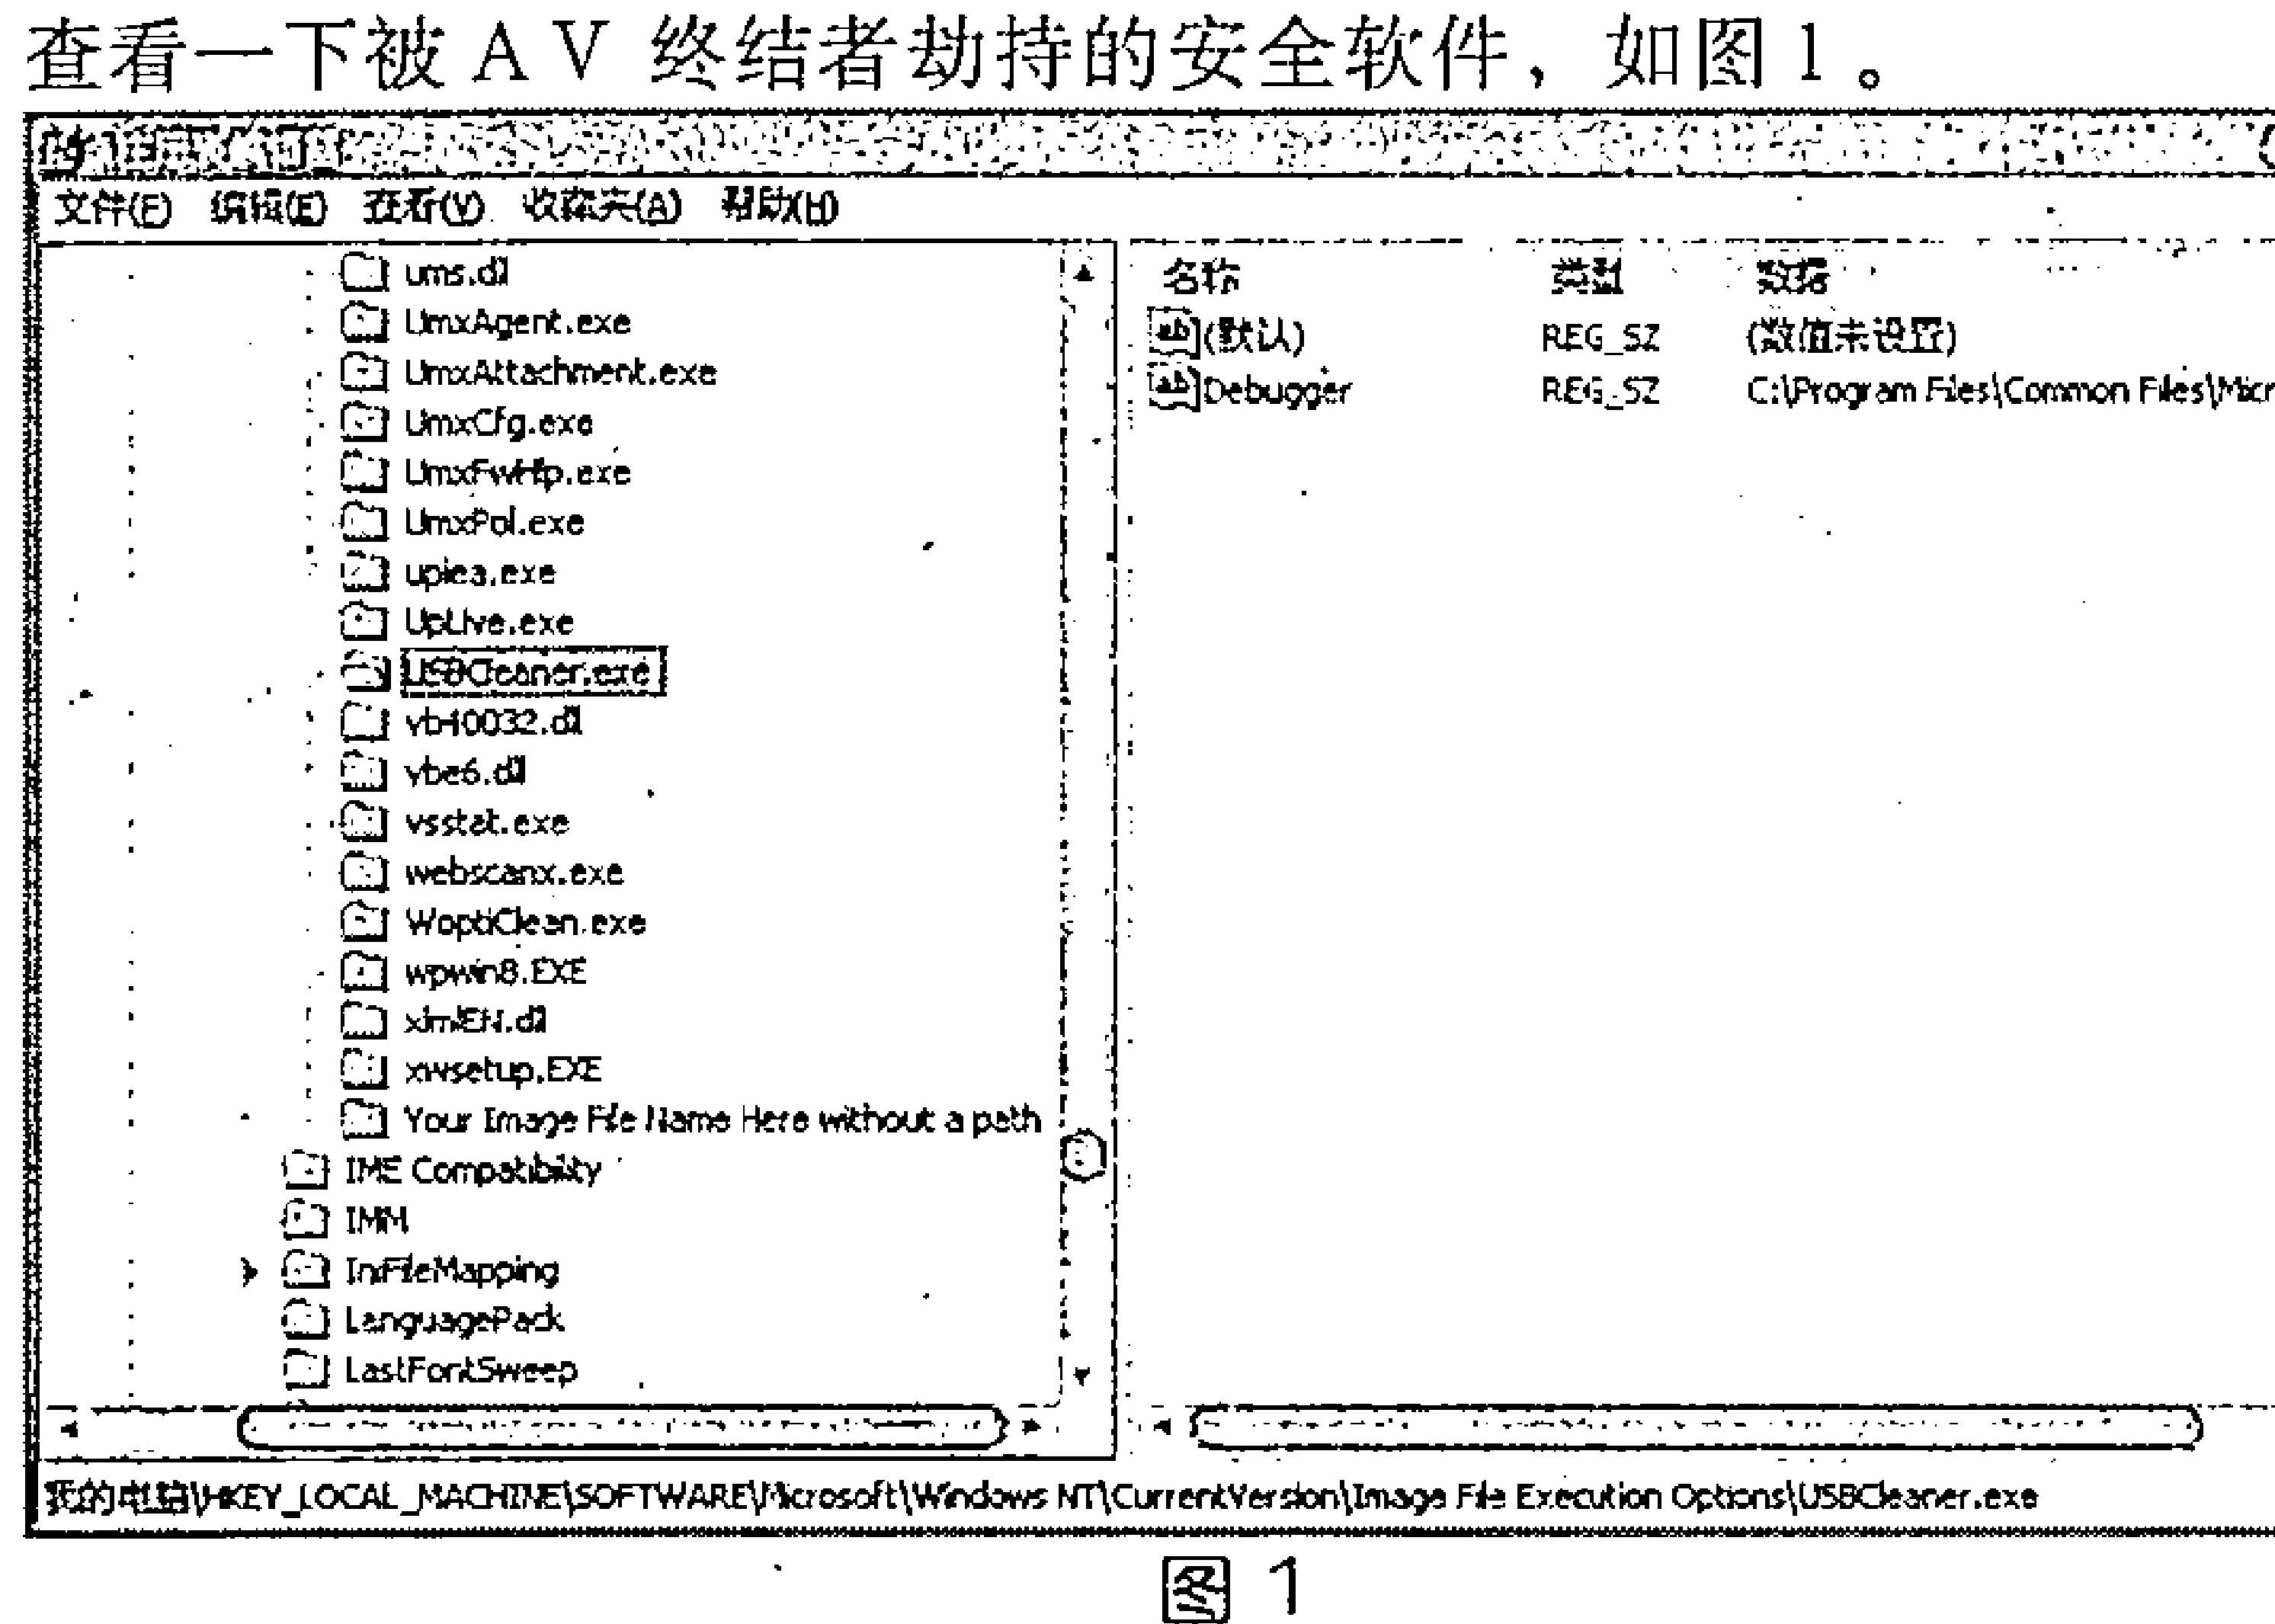 查看一下被AV终结者劫持的安全软件，如图1。
文件(F) 编辑(E) 查看(V) 收藏夹(A) 帮助(H)
名称 类型 数据
(默认) REG_SZ (数值未设置)
Debugger REG_SZ C:\Program Files\Common Files\Micr
ums.dll
UmxAgent.exe
UmxAttachment.exe
UmxCfg.exe
UmxFwHlp.exe
UmxPol.exe
upiea.exe
UpLive.exe
USBCleaner.exe
vb40032.dll
vbe6.dll
vsstat.exe
webscanx.exe
WoptiClean.exe
wpwin8.EXE
xlmlEN.dll
xwsetup.EXE
Your Image File Name Here without a path
IME Compatibility
IMM
IniFileMapping
LanguagePack
LastFontSweep
我的电脑\HKEY_LOCAL_MACHINE\SOFTWARE\Microsoft\Windows NT\CurrentVersion\Image File Execution Options\USBCleaner.exe
图 1